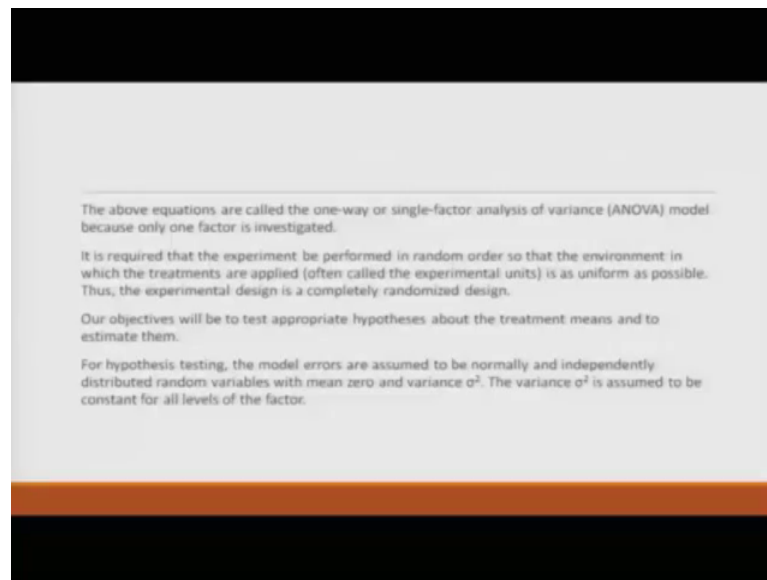 The above equations are called the one-way or single-factor analysis of variance (ANOVA) model
because only one factor is investigated.
It is required that the experiment be performed in random order so that the environment in
which the treatments are applied (often called the experimental units) is as uniform as possible.
Thus, the experimental design is a completely randomized design.
Our objectives will be to test appropriate hypotheses about the treatment means and to
estimate them.
For hypothesis testing, the model errors are assumed to be normally and independently
distributed random variables with mean zero and variance σ². The variance σ² is assumed to be
constant for all levels of the factor.